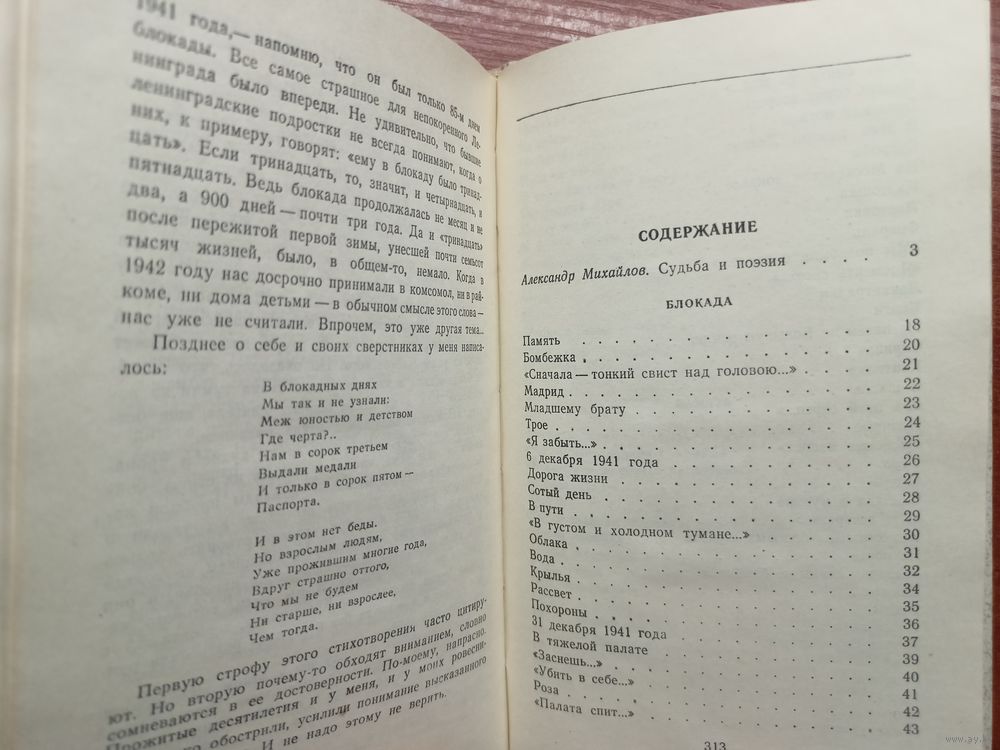 1941 года,— напомню, что он был только 85-м днем
блокады. Все самое страшное для непокоренного Ле-
нинграда было впереди. Не удивительно, что бывшие
ленинградские подростки не всегда понимают, когда о
них, к примеру, говорят: «ему в блокаду было тринад-
цать». Если тринадцать, то, значит, и четырнадцать, и
пятнадцать. Ведь блокада продолжалась не месяц и не
два, а 900 дней — почти три года. Да и «тринадцать»
после пережитой первой зимы, унесшей почти семьсот
тысяч жизней, было, в общем-то, немало. Когда в
1942 году нас досрочно принимали в комсомол, ни в рай-
коме, ни дома детьми — в обычном смысле этого слова —
нас уже не считали. Впрочем, это уже другая тема...
Позднее о себе и своих сверстниках у меня написа-
лось:
В блокадных днях
Мы так и не узнали:
Меж юностью и детством
Где черта?..
Нам в сорок третьем
Выдали медали
И только в сорок пятом —
Паспорта.
И в этом нет беды.
Но взрослым людям,
Уже прожившим многие года,
Вдруг страшно оттого,
Что мы не будем
Ни старше, ни взрослее,
Чем тогда.
Первую строфу этого стихотворения часто цитиру-
ют. Но вторую почему-то обходят вниманием, словно
сомневаются в ее достоверности. По-моему, напрасно.
Прожитые десятилетия и у меня, и у моих ровесни-
обострили, усилили понимание высказанного
И не надо этому не верить.
СОДЕРЖАНИЕ
Александр Михайлов. Судьба и поэзия . . . . 3
БЛОКАДА
Память . . . . . . . . . . 18
Бомбежка . . . . . . . . . . 20
«Сначала — тонкий свист над головою...» . . . . 21
Мадрид . . . . . . . . . . 22
Младшему брату . . . . . . . . . 23
Трое . . . . . . . . . . 24
«Я забыть...» . . . . . . . . . . 25
6 декабря 1941 года . . . . . . . . 26
Дорога жизни . . . . . . . . . 27
Сотый день . . . . . . . . . . 28
В пути . . . . . . . . . . 29
«В густом и холодном тумане...» . . . . . 30
Облака . . . . . . . . . . 31
Вода . . . . . . . . . . 32
Крылья . . . . . . . . . . 34
Рассвет . . . . . . . . . . 35
Похороны . . . . . . . . . . 36
31 декабря 1941 года . . . . . . . 37
В тяжелой палате . . . . . . . . 39
«Заснешь...» . . . . . . . . . 40
«Убить в себе...» . . . . . . . . 41
Роза . . . . . . . . . . 42
«Палата спит...» . . . . . . . . 43
313
www.ay.